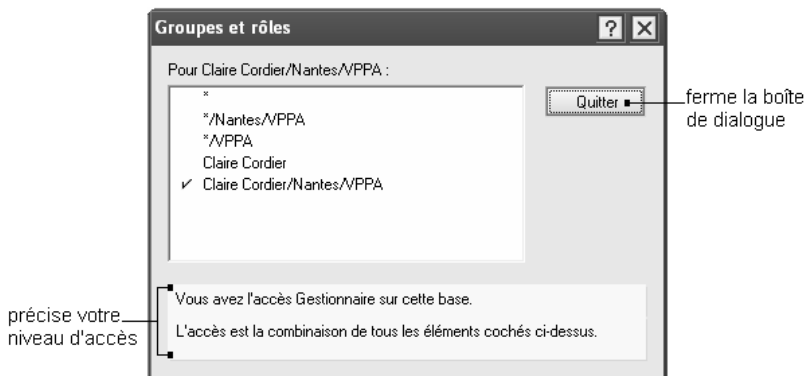 Groupes et rôles
Pour Claire Cordier/Nantes/VPPA :
*
*/Nantes/VPPA
*/VPPA
Claire Cordier
✓ Claire Cordier/Nantes/VPPA
Quitter
ferme la boîte
de dialogue
précise votre
niveau d'accès
Vous avez l'accès Gestionnaire sur cette base.
L'accès est la combinaison de tous les éléments cochés ci-dessus.